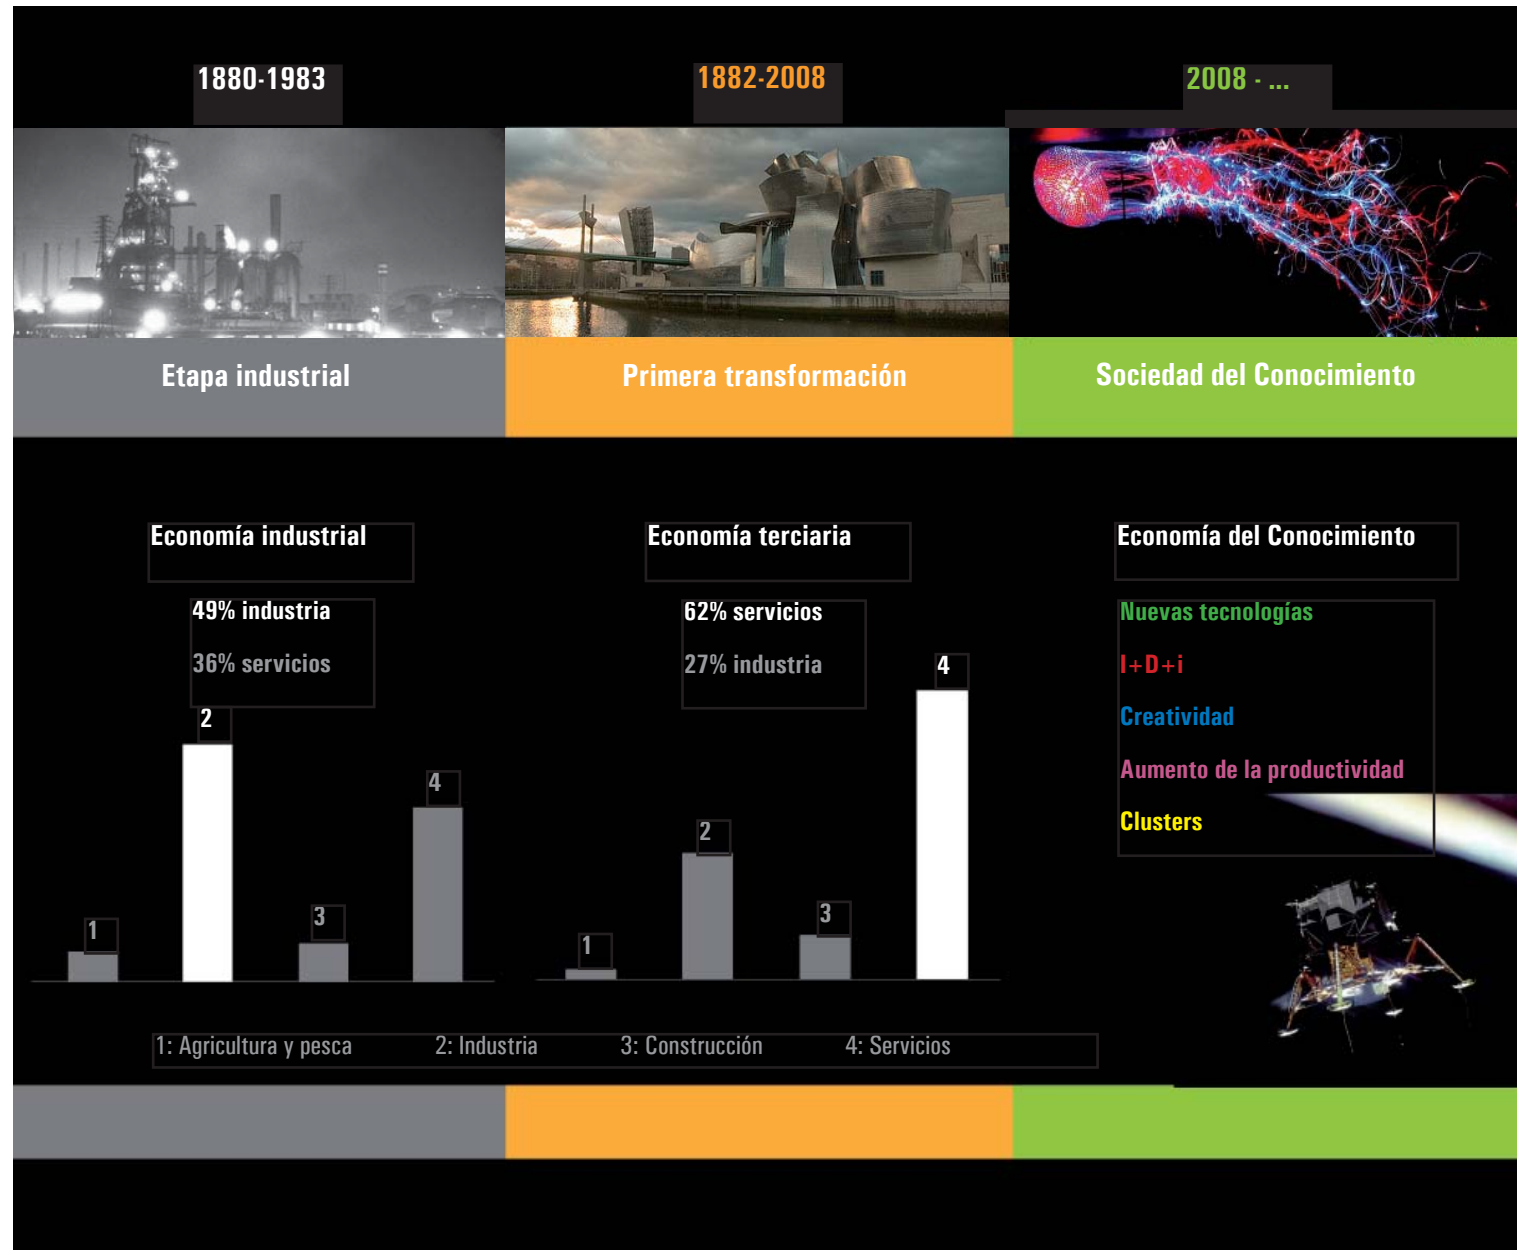 1880-1983
1882-2008
2008 - ...
Etapa industrial
Primera transformación
Sociedad del Conocimiento
Economía industrial
49% industria
36% servicios
1
2
3
4
Economía terciaria
62% servicios
27% industria
1
2
3
4
Economía del Conocimiento
Nuevas tecnologías
I+D+i
Creatividad
Aumento de la productividad
Clusters
1: Agricultura y pesca 2: Industria 3: Construcción 4: Servicios